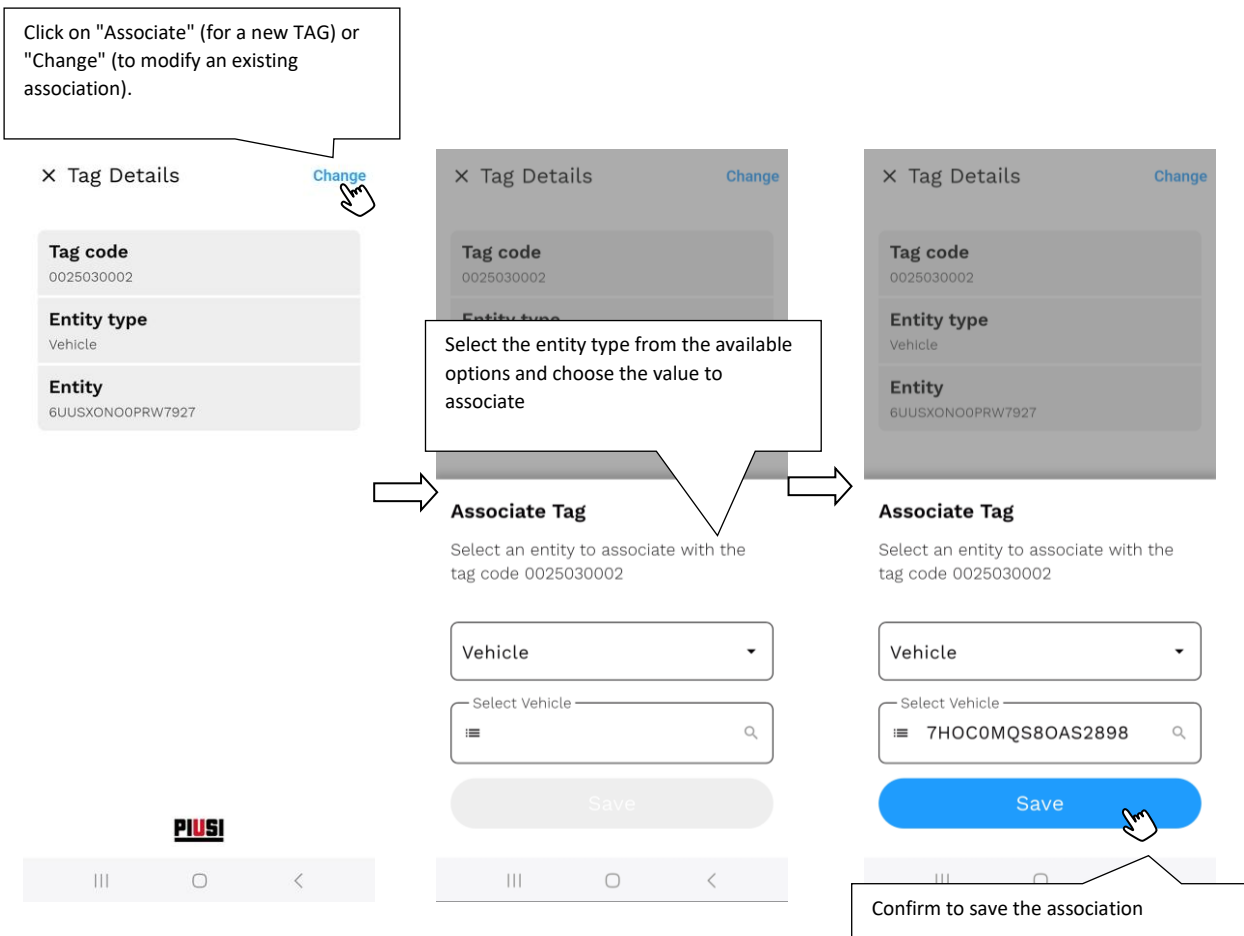 Click on "Associate" (for a new TAG) or
"Change" (to modify an existing
association).
× Tag Details
Change
Tag code
0025030002
Entity type
Vehicle
Entity
6UUSXONO0PRW7927
PIUSI
× Tag Details
Change
Tag code
0025030002
Entity type
Select the entity type from the available
options and choose the value to
associate
Associate Tag
Select an entity to associate with the
tag code 0025030002
Vehicle
Select Vehicle
Save
× Tag Details
Change
Tag code
0025030002
Entity type
Vehicle
Entity
6UUSXONO0PRW7927
Associate Tag
Select an entity to associate with the
tag code 0025030002
Vehicle
Select Vehicle
7HOC0MQS8OAS2898
Save
Confirm to save the association